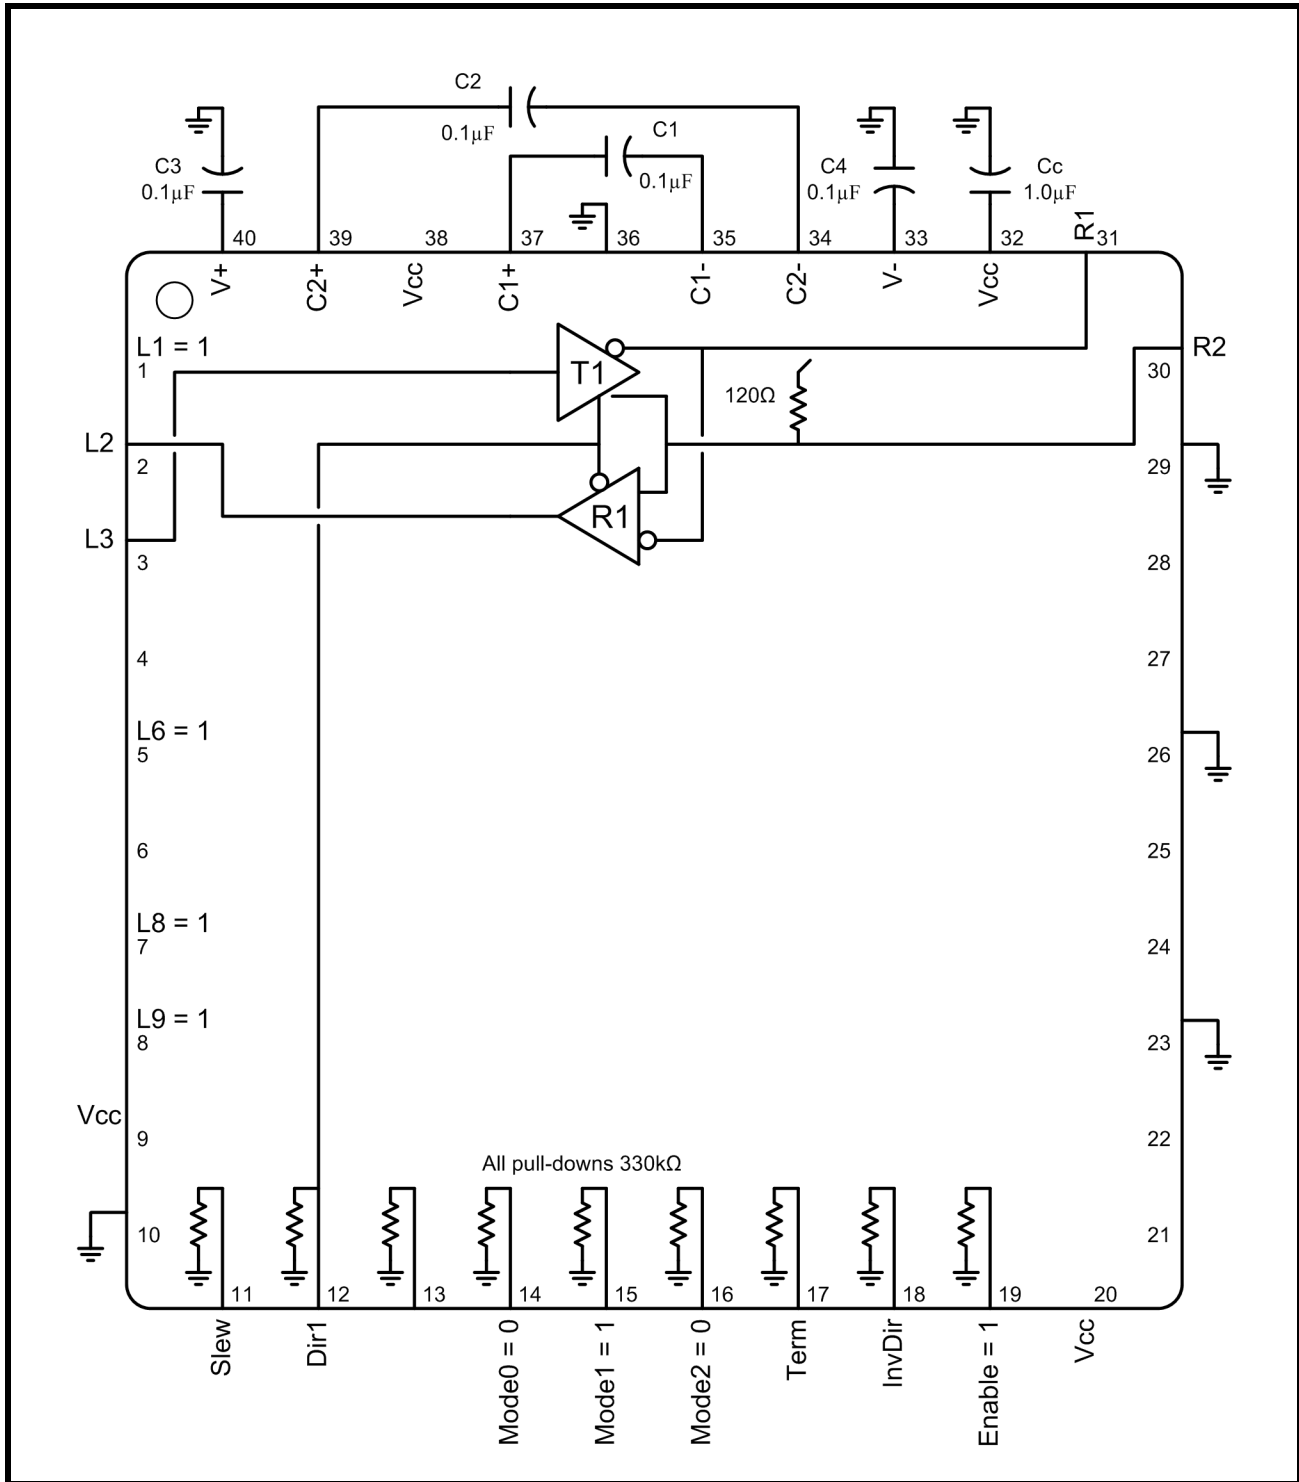 C2
0.1µF
C1
0.1µF
C3
0.1µF
C4
0.1µF
Cc
1.0µF
R1
40 39 38 37 36 35 34 33 32 31
V+ C2+ Vcc C1+ C1- C2- V- Vcc
L1 = 1
1
T1
R2
30
120Ω
L2
2
29
R1
L3
3
28
4
27
L6 = 1
5
26
6
25
L8 = 1
7
24
L9 = 1
8
23
Vcc
9
22
All pull-downs 330kΩ
10
21
11 12 13 14 15 16 17 18 19 20
Slew Dir1 Mode0 = 0 Mode1 = 1 Mode2 = 0 Term InvDir Enable = 1 Vcc